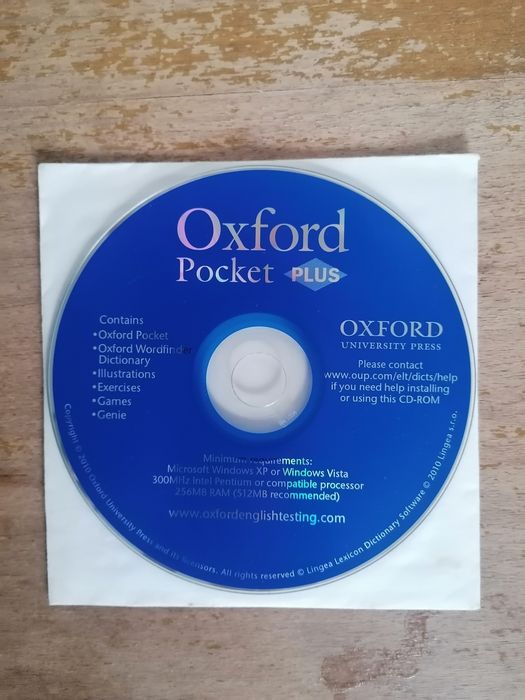 Oxford
Pocket PLUS
Contains
•Oxford Pocket
•Oxford Wordfinder
Dictionary
•Illustrations
•Exercises
•Games
•Genie
OXFORD
UNIVERSITY PRESS
Please contact
www.oup.com/elt/dicts/help
if you need help installing
or using this CD-ROM
Minimum requirements:
Microsoft Windows XP or Windows Vista
300MHz Intel Pentium or compatible processor
256MB RAM (512MB recommended)
www.oxfordenglishtesting.com
Copyright © 2010 Oxford University Press and its licensors. All rights reserved © Lingea Lexicon Dictionary Software © 2010 Lingea s.r.o.